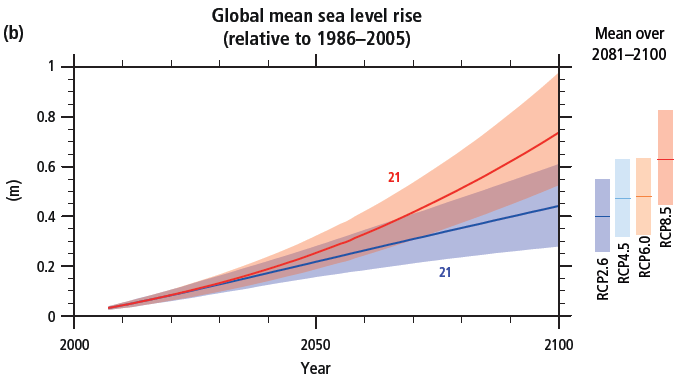 (b)
Global mean sea level rise
(relative to 1986–2005)
Mean over
2081–2100
1
0.8
0.6
0.4
0.2
0
(m)
21
21
2000
2050
2100
Year
RCP2.6
RCP4.5
RCP6.0
RCP8.5